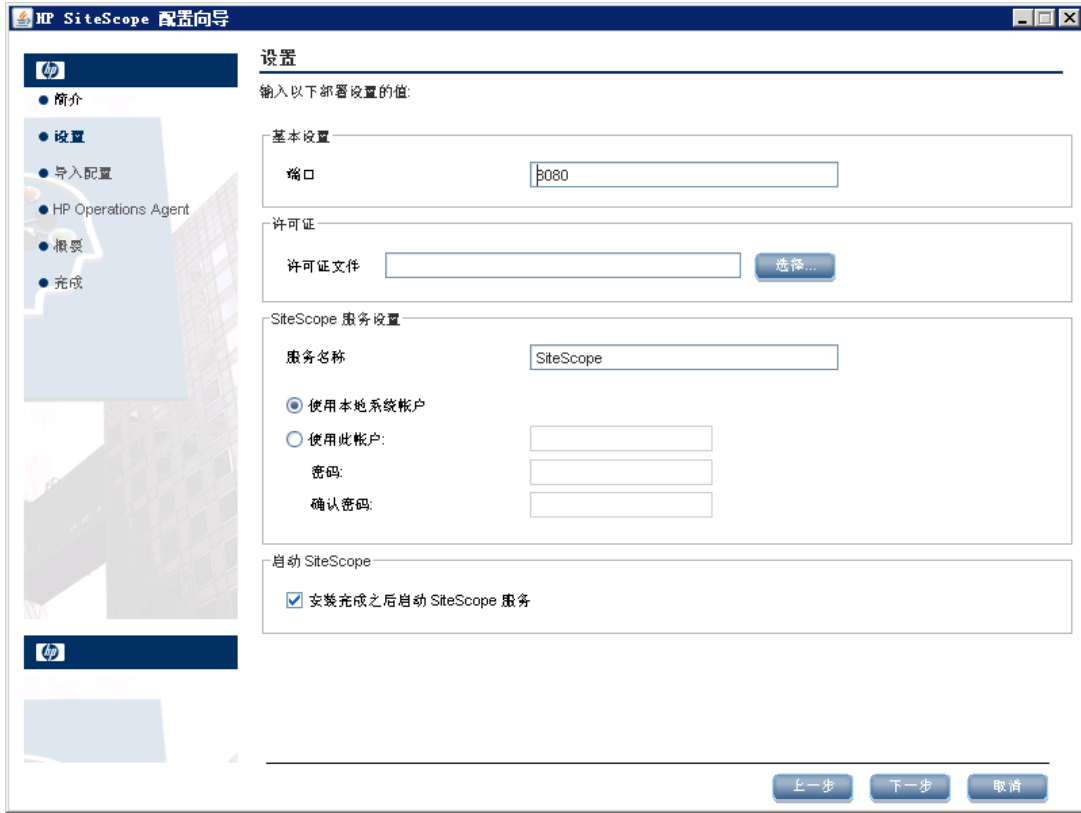 HP SiteScope 配置向导
hp
简介
设置
导入配置
HP Operations Agent
概要
完成
hp
设置
输入以下部署设置的值:
基本设置
端口 8080
许可证
许可证文件 选择...
SiteScope 服务设置
服务名称 SiteScope
使用本地系统帐户
使用此帐户:
密码:
确认密码:
启动 SiteScope
安装完成之后启动 SiteScope 服务
上一步 下一步 取消